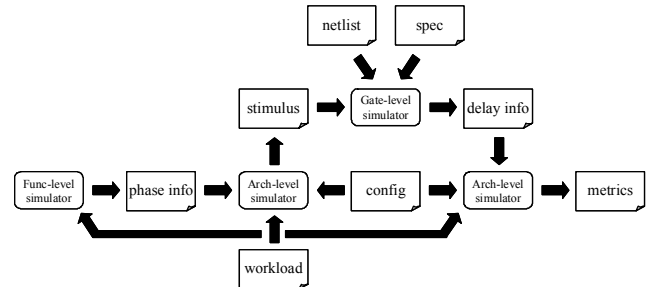 netlist
spec
stimulus
Gate-level
simulator
delay info
Func-level
simulator
phase info
Arch-level
simulator
config
Arch-level
simulator
metrics
workload